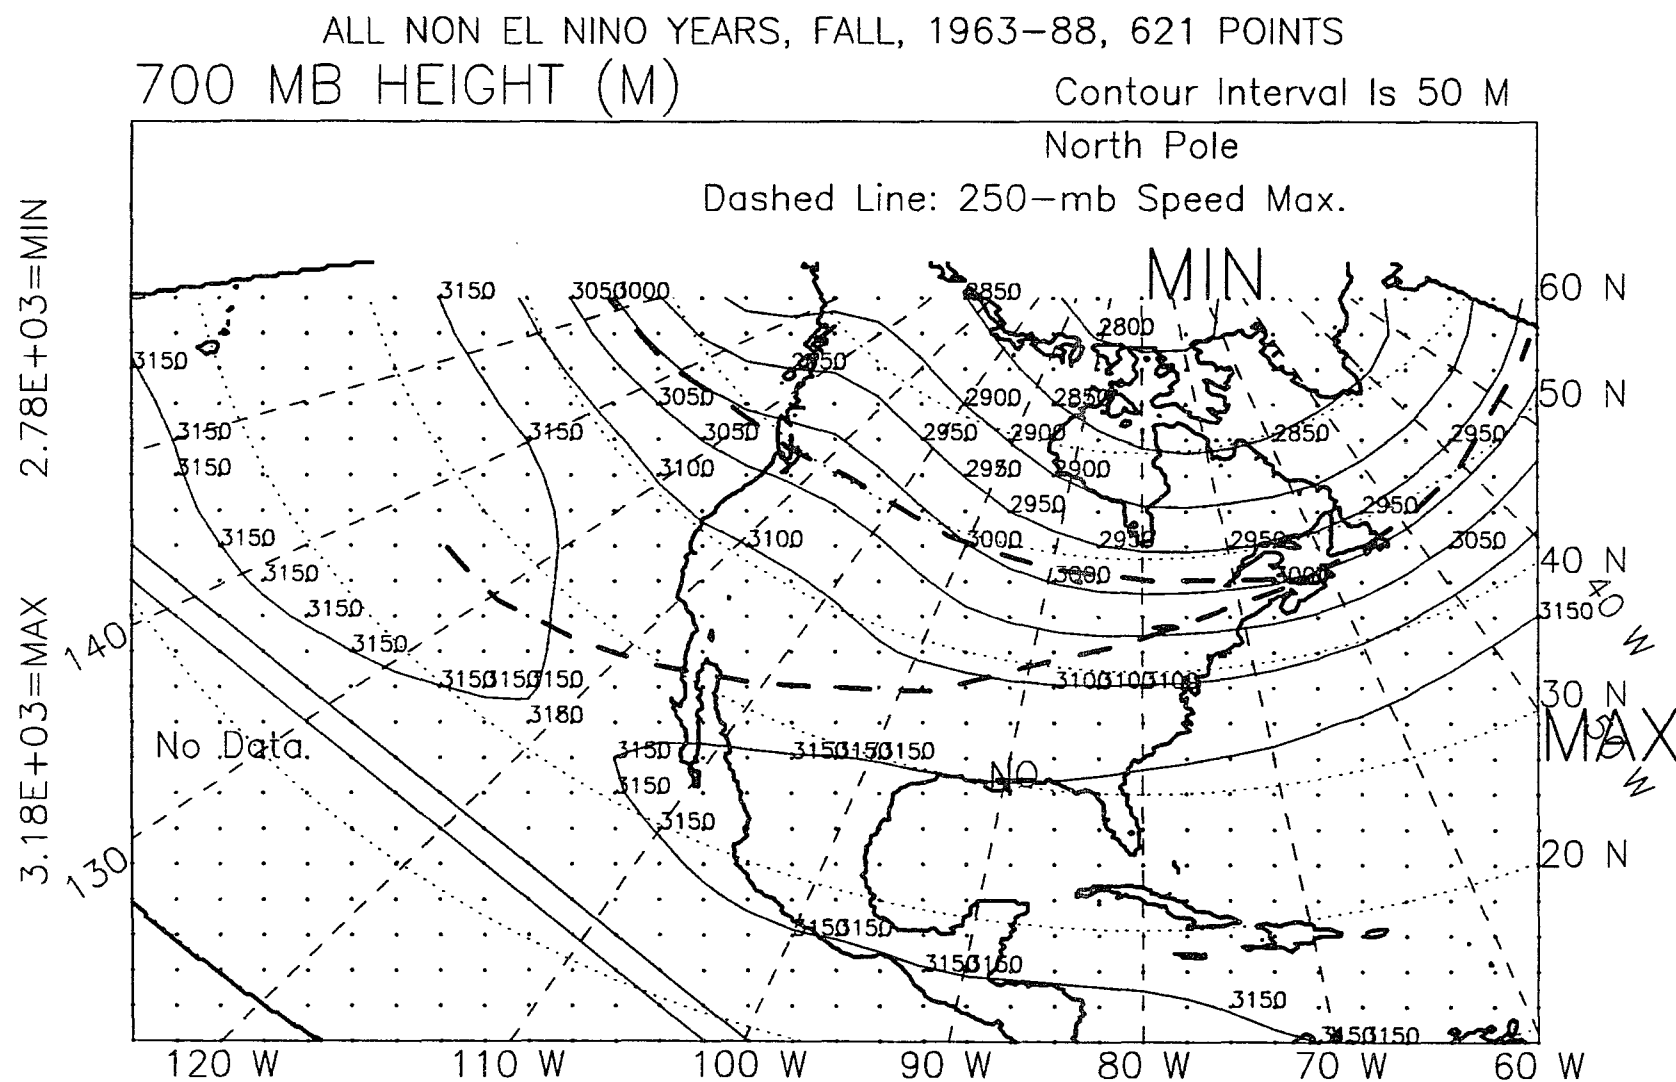 ALL NON EL NINO YEARS, FALL, 1963-88, 621 POINTS
700 MB HEIGHT (M)
Contour Interval Is 50 M
North Pole
Dashed Line: 250-mb Speed Max.
MIN
3.18E+03=MAX 2.78E+03=MIN
3150 3050 3000 2850 60 N
2800
3150 2950
3050 2900 2850 50 N
3150 3150 3050 2950 2900 2850 2950
3150 3100 2950 2900
2950 2950
3150 3100 3000 2950 2950 3050
40 N
3150 3000 3000
40 W
3150 3150
140
3150
3150 3150 3150 3100 3100 3100 30 N
3180
MAX
50 W
No Data
3150 3150 3150 3150
NO
3150
3150
20 N
130
3150 3150
3150 3150
3150
3150 3150
120 W 110 W 100 W 90 W 80 W 70 W 60 W